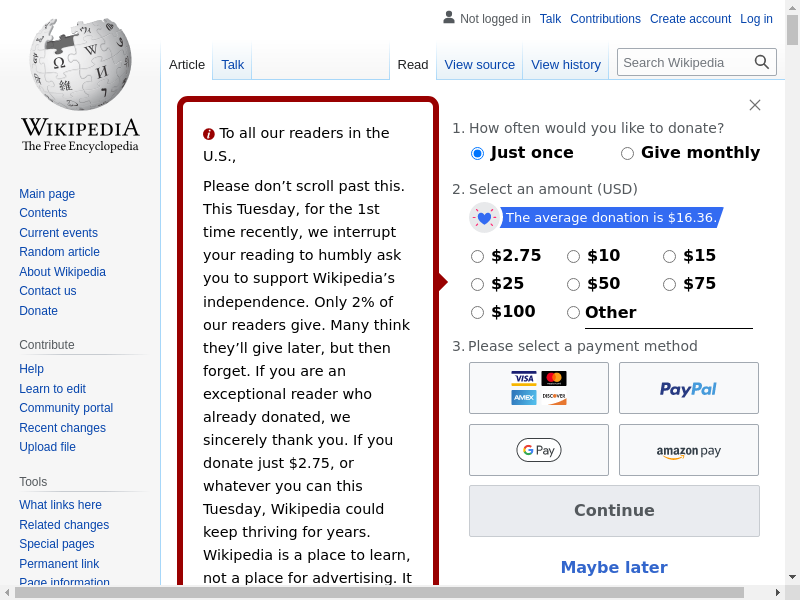 Not logged in Talk Contributions Create account Log in
Article Talk Read View source View history Search Wikipedia
WIKIPEDIA
The Free Encyclopedia
Main page
Contents
Current events
Random article
About Wikipedia
Contact us
Donate
Contribute
Help
Learn to edit
Community portal
Recent changes
Upload file
Tools
What links here
Related changes
Special pages
Permanent link
Page information
To all our readers in the
U.S.,
Please don’t scroll past this.
This Tuesday, for the 1st
time recently, we interrupt
your reading to humbly ask
you to support Wikipedia’s
independence. Only 2% of
our readers give. Many think
they’ll give later, but then
forget. If you are an
exceptional reader who
already donated, we
sincerely thank you. If you
donate just $2.75, or
whatever you can this
Tuesday, Wikipedia could
keep thriving for years.
Wikipedia is a place to learn,
not a place for advertising. It
1. How often would you like to donate?
Just once Give monthly
2. Select an amount (USD)
The average donation is $16.36.
$2.75 $10 $15
$25 $50 $75
$100 Other
3. Please select a payment method
VISA mastercard
AMEX DISCOVER
PayPal
G Pay
amazon pay
Continue
Maybe later